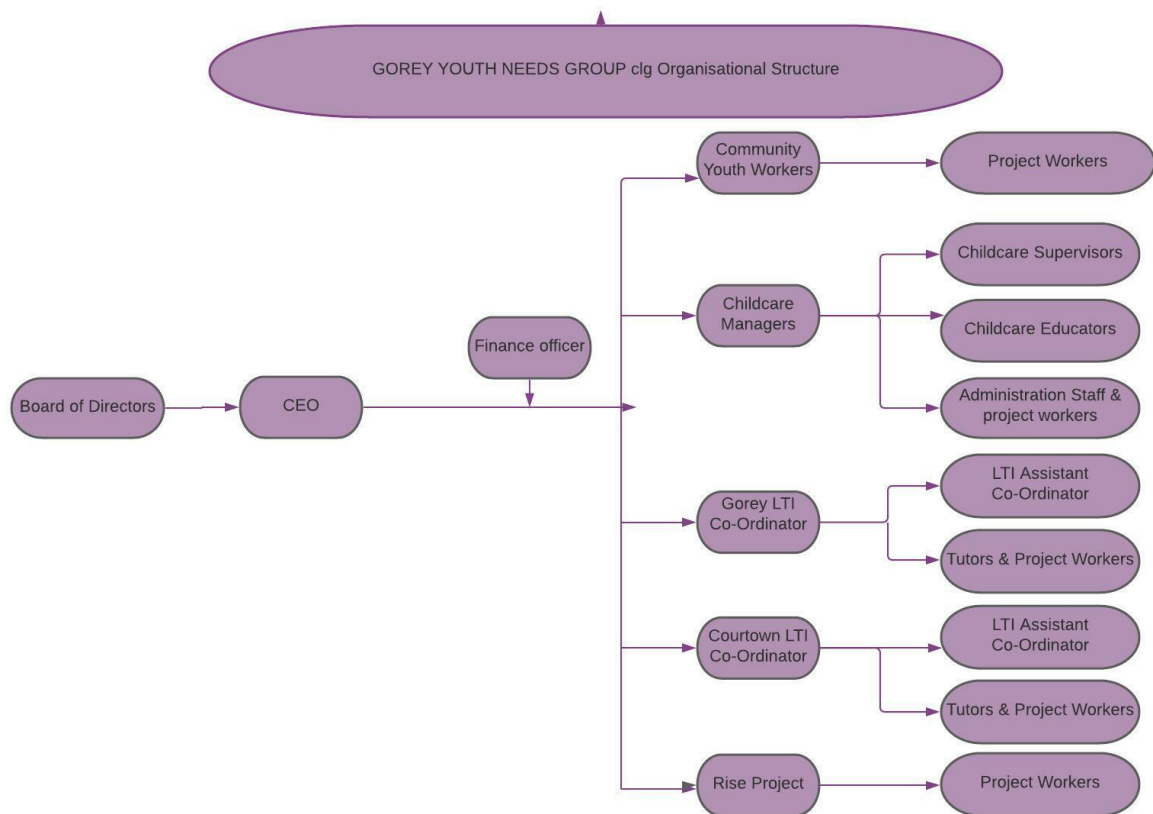 GOREY YOUTH NEEDS GROUP clg Organisational Structure
Community
Youth Workers
Project Workers
Childcare Supervisors
Childcare
Managers
Childcare Educators
Finance officer
Administration Staff &
project workers
Board of Directors
CEO
LTI Assistant
Co-Ordinator
Gorey LTI
Co-Ordinator
Tutors & Project Workers
LTI Assistant
Co-Ordinator
Courtown LTI
Co-Ordinator
Tutors & Project Workers
Rise Project
Project Workers